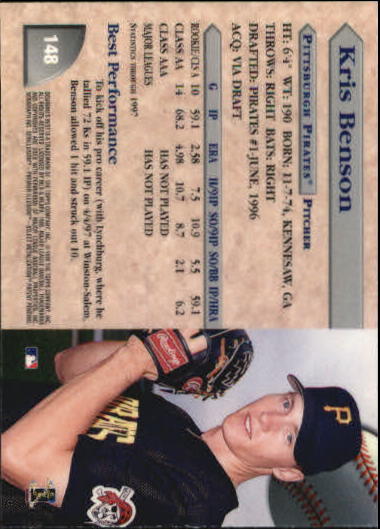 Kris Benson
PITTSBURGH PIRATES® PITCHER
HT: 6'4" WT: 190 BORN: 11-7-74, KENNESAW, GA
THROWS: RIGHT BATS: RIGHT
DRAFTED: PIRATES #1-JUNE, 1996
ACQ: VIA DRAFT
G IP ERA H/9IP SO/9IP SO/BB IP/HRA
ROOKIE/CLS A 10 59.1 2.58 7.5 10.9 5.5 59.1
CLASS AA 14 68.2 4.98 10.7 8.7 2.1 6.2
CLASS AAA HAS NOT PLAYED
MAJOR LEAGUES HAS NOT PLAYED
STATISTICS THROUGH 1997
Best Performance
To kick off his pro career (with Lynchburg, where he
tallied 72 Ks in 59.1 IP) on 4/4/97 at Winston-Salem,
Benson allowed 1 hit and struck out 10.
148
P
RATES
Rawlings